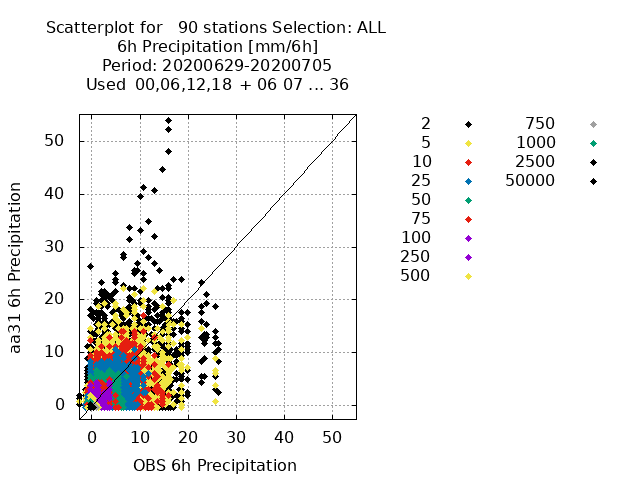 Scatterplot for 90 stations Selection: ALL
6h Precipitation [mm/6h]
Period: 20200629-20200705
Used 00,06,12,18 + 06 07 ... 36
aa31 6h Precipitation
50
40
30
20
10
0
0 10 20 30 40 50
OBS 6h Precipitation
2
5
10
25
50
75
100
250
500
750
1000
2500
50000